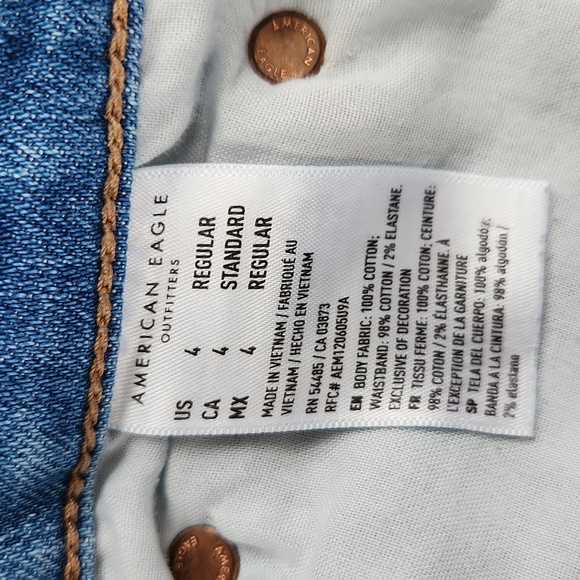 AMERICAN EAGLE
AMERICAN EAGLE
OUTFITTERS
US 4 REGULAR
CA 4 STANDARD
MX 4 REGULAR
MADE IN VIETNAM / FABRIQUÉ AU
VIETNAM / HECHO EN VIETNAM
RN 54485 / CA 03873
RFC# AEM120605U9A
EN BODY FABRIC: 100% COTTON;
WAISTBAND: 98% COTTON / 2% ELASTANE.
EXCLUSIVE OF DECORATION
FR TISSU FERME: 100% COTON; CEINTURE:
98% COTON / 2% ÉLASTHANNE. À
L'EXCEPTION DE LA GARNITURE
SP TELA DEL CUERPO: 100% algodón;
BANDA A LA CINTURA: 98% algodón /
2% elastano